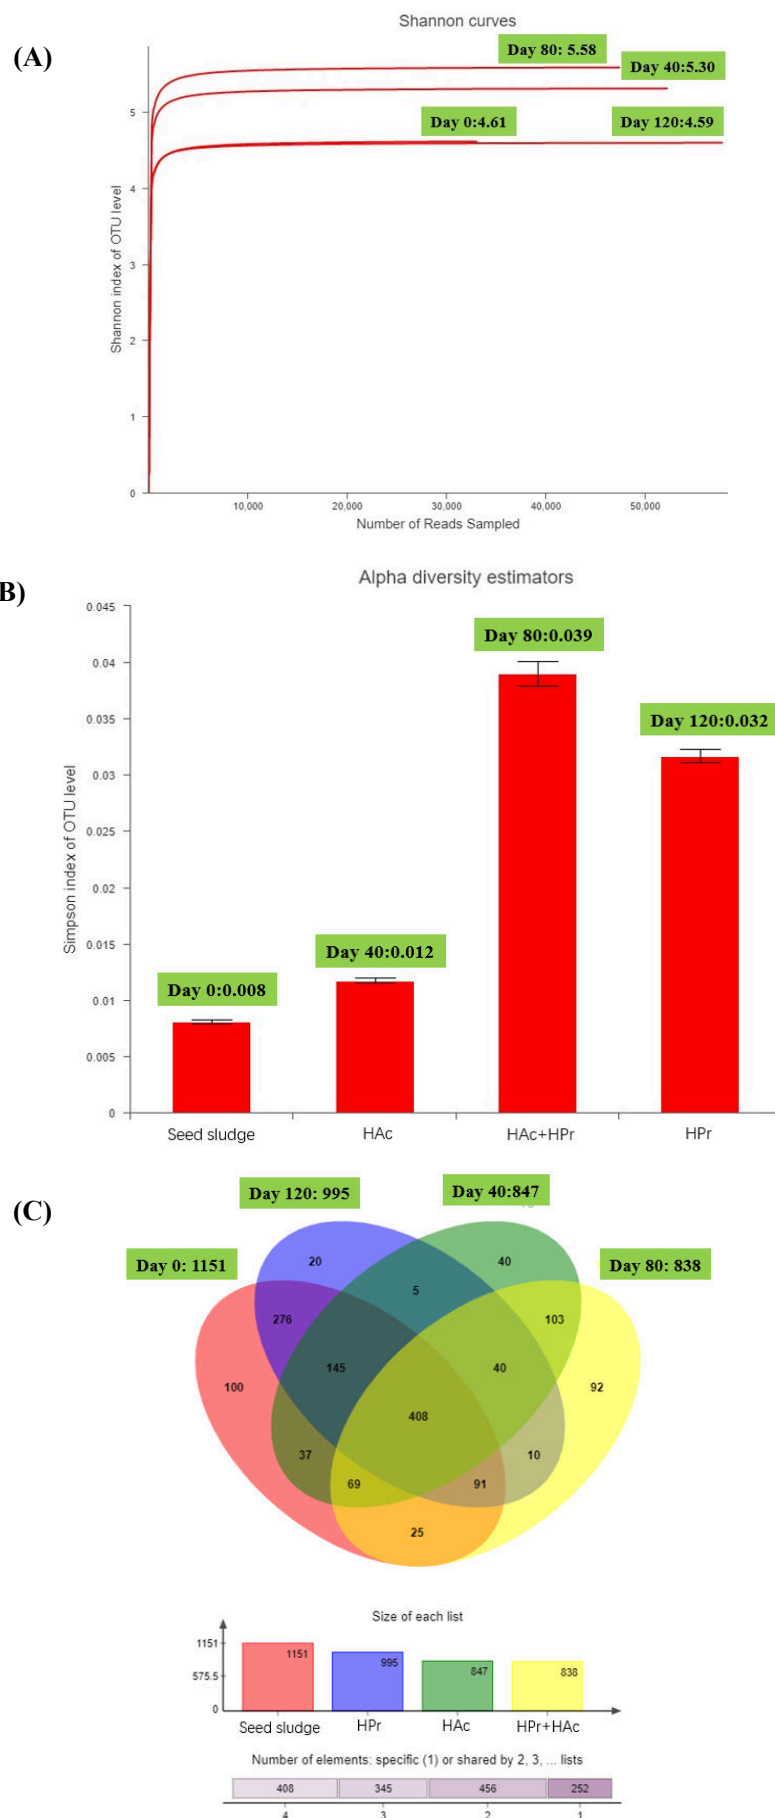 Shannon curves
(A)
Day 80: 5.58
Day 40:5.30
Day 0:4.61
Day 120:4.59
Shannon index of OTU level
5
4
3
2
1
0
10,000
20,000
30,000
40,000
50,000
Number of Reads Sampled
B)
Alpha diversity estimators
Simpson index of OTU level
0.045
0.04
0.035
0.03
0.025
0.02
0.015
0.01
0.005
0
Day 80:0.039
Day 120:0.032
Day 40:0.012
Day 0:0.008
Seed sludge
HAc
HAc+HPr
HPr
(C)
Day 120: 995
Day 40:847
Day 0: 1151
Day 80: 838
20
40
5
276
103
145
40
100
92
408
37
10
69
91
25
Size of each list
1151
575.5
0
1151
995
847
838
Seed sludge
HPr
HAc
HPr+HAc
Number of elements: specific (1) or shared by 2, 3, ... lists
408
345
456
252
4
3
2
1